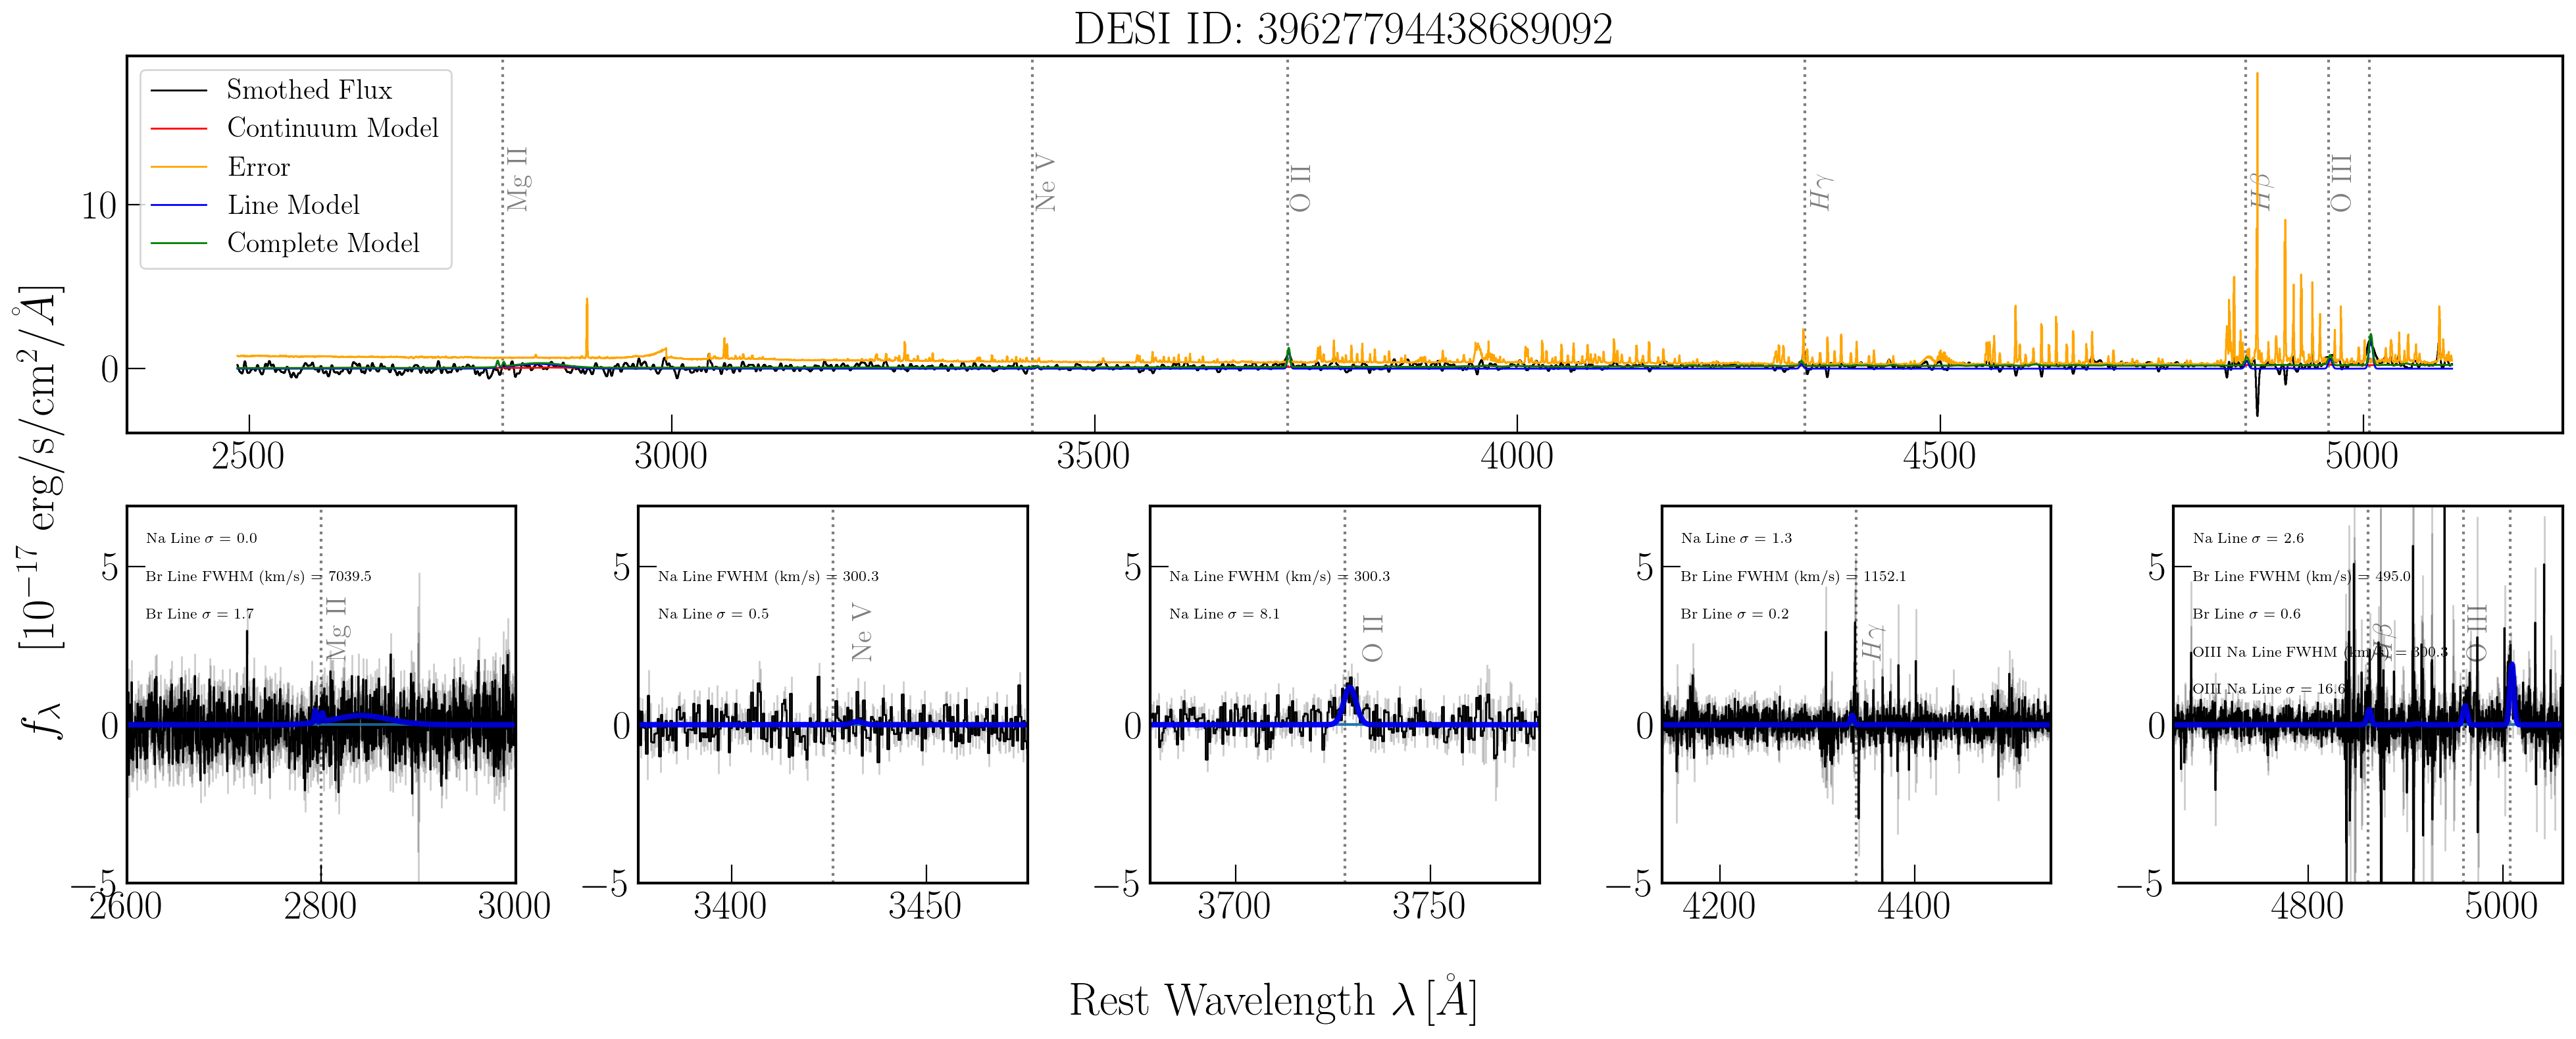 DESI ID: 39627794438689092
Smothed Flux
Continuum Model
Error
Line Model
Complete Model
Mg II
Ne V
O II
Hγ
Hβ
O III
10
0
2500 3000 3500 4000 4500 5000
f_λ [10⁻¹⁷ erg/s/cm²/Å]
Na Line σ = 0.0
Br Line FWHM (km/s) = 7039.5
Br Line σ = 1.7
Mg II
5
0
−5
2600 2800 3000
Na Line FWHM (km/s) = 300.3
Na Line σ = 0.5
Ne V
5
0
−5
3400 3450
Na Line FWHM (km/s) = 300.3
Na Line σ = 8.1
O II
5
0
−5
3700 3750
Na Line σ = 1.3
Br Line FWHM (km/s) = 1152.1
Br Line σ = 0.2
Hγ
5
0
−5
4200 4400
Na Line σ = 2.6
Br Line FWHM (km/s) = 495.0
Br Line σ = 0.6
OIII Na Line FWHM (km/s) = 300.3
OIII Na Line σ = 16.6
Hβ
O III
5
0
−5
4800 5000
Rest Wavelength λ [Å]